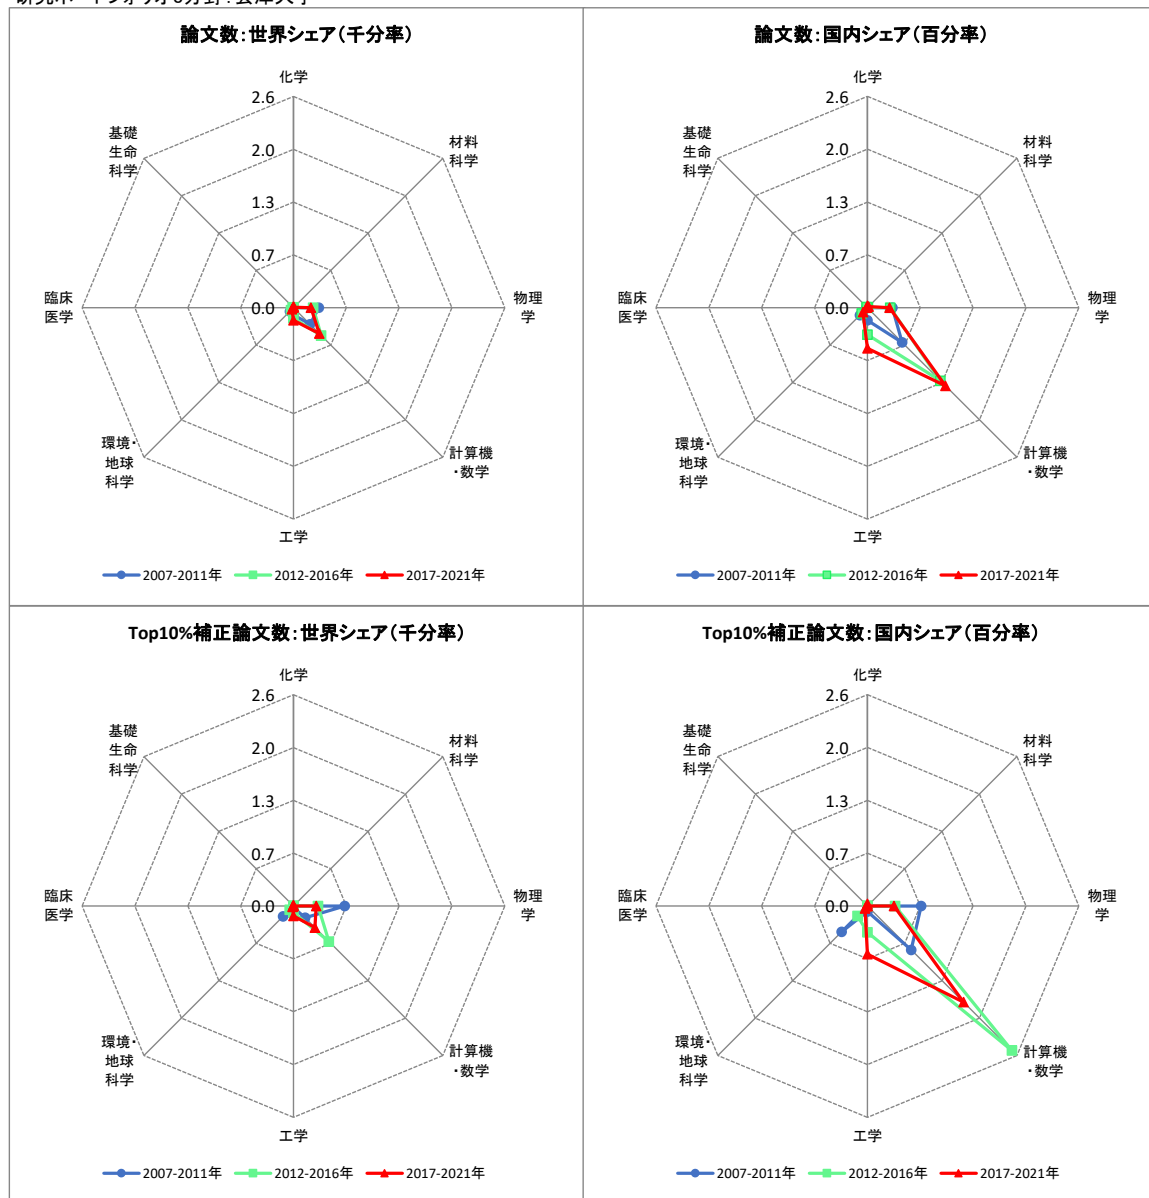 論文数:世界シェア(千分率)
化学
2.6
2.0
1.3
0.7
0.0
材料
科学
物理
学
計算機
・数学
工学
環境・
地球
科学
臨床
医学
基礎
生命
科学
2007-2011年
2012-2016年
2017-2021年
論文数:国内シェア(百分率)
化学
2.6
2.0
1.3
0.7
0.0
材料
科学
物理
学
計算機
・数学
工学
環境・
地球
科学
臨床
医学
基礎
生命
科学
2007-2011年
2012-2016年
2017-2021年
Top10%補正論文数:世界シェア(千分率)
化学
2.6
2.0
1.3
0.7
0.0
材料
科学
物理
学
計算機
・数学
工学
環境・
地球
科学
臨床
医学
基礎
生命
科学
2007-2011年
2012-2016年
2017-2021年
Top10%補正論文数:国内シェア(百分率)
化学
2.6
2.0
1.3
0.7
0.0
材料
科学
物理
学
計算機
・数学
工学
環境・
地球
科学
臨床
医学
基礎
生命
科学
2007-2011年
2012-2016年
2017-2021年